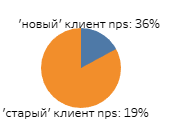 ‘новый’ клиент nps: 36%
‘старый’ клиент nps: 19%